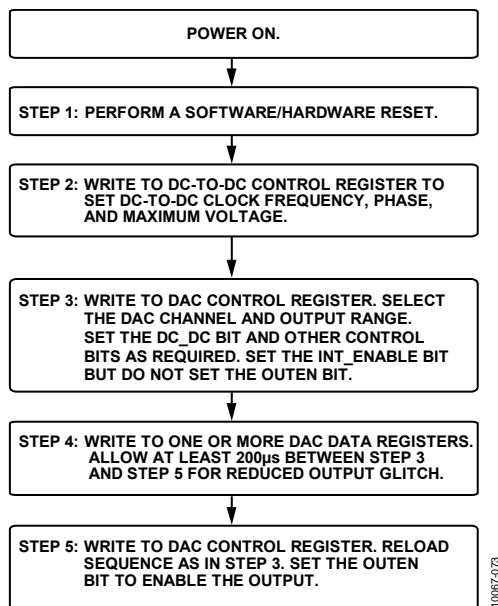 POWER ON.
STEP 1: PERFORM A SOFTWARE/HARDWARE RESET.
STEP 2: WRITE TO DC-TO-DC CONTROL REGISTER TO
SET DC-TO-DC CLOCK FREQUENCY, PHASE,
AND MAXIMUM VOLTAGE.
STEP 3: WRITE TO DAC CONTROL REGISTER. SELECT
THE DAC CHANNEL AND OUTPUT RANGE.
SET THE DC_DC BIT AND OTHER CONTROL
BITS AS REQUIRED. SET THE INT_ENABLE BIT
BUT DO NOT SET THE OUTEN BIT.
STEP 4: WRITE TO ONE OR MORE DAC DATA REGISTERS.
ALLOW AT LEAST 200µs BETWEEN STEP 3
AND STEP 5 FOR REDUCED OUTPUT GLITCH.
STEP 5: WRITE TO DAC CONTROL REGISTER. RELOAD
SEQUENCE AS IN STEP 3. SET THE OUTEN
BIT TO ENABLE THE OUTPUT.
10067-073